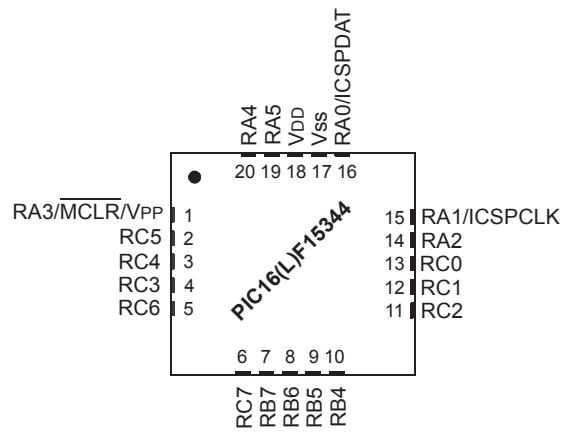 RA4
RA5
VDD
Vss
RA0/ICSPDAT
20 19 18 17 16
RA3/MCLR/VPP 1
RC5 2
RC4 3
RC3 4
RC6 5
PIC16(L)F15344
15 RA1/ICSPCLK
14 RA2
13 RC0
12 RC1
11 RC2
6 7 8 9 10
RC7
RB7
RB6
RB5
RB4